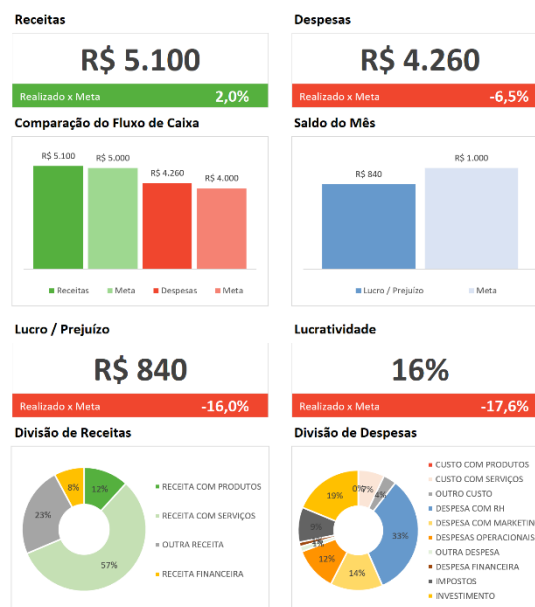 Receitas
R$ 5.100
Realizado x Meta 2,0%
Despesas
R$ 4.260
Realizado x Meta -6,5%
Comparação do Fluxo de Caixa
R$ 5.100
R$ 5.000
R$ 4.260
R$ 4.000
Receitas
Meta
Despesas
Meta
Saldo do Mês
R$ 840
R$ 1.000
Lucro / Prejuízo
Meta
Lucro / Prejuízo
R$ 840
Realizado x Meta -16,0%
Lucratividade
16%
Realizado x Meta -17,6%
Divisão de Receitas
8%
12%
23%
57%
RECEITA COM PRODUTOS
RECEITA COM SERVIÇOS
OUTRA RECEITA
RECEITA FINANCEIRA
Divisão de Despesas
0%
7%
4%
19%
33%
9%
12%
14%
CUSTO COM PRODUTOS
CUSTO COM SERVIÇOS
OUTRO CUSTO
DESPESA COM RH
DESPESA COM MARKETIN
DESPESAS OPERACIONAIS
OUTRA DESPESA
DESPESA FINANCEIRA
IMPOSTOS
INVESTIMENTO